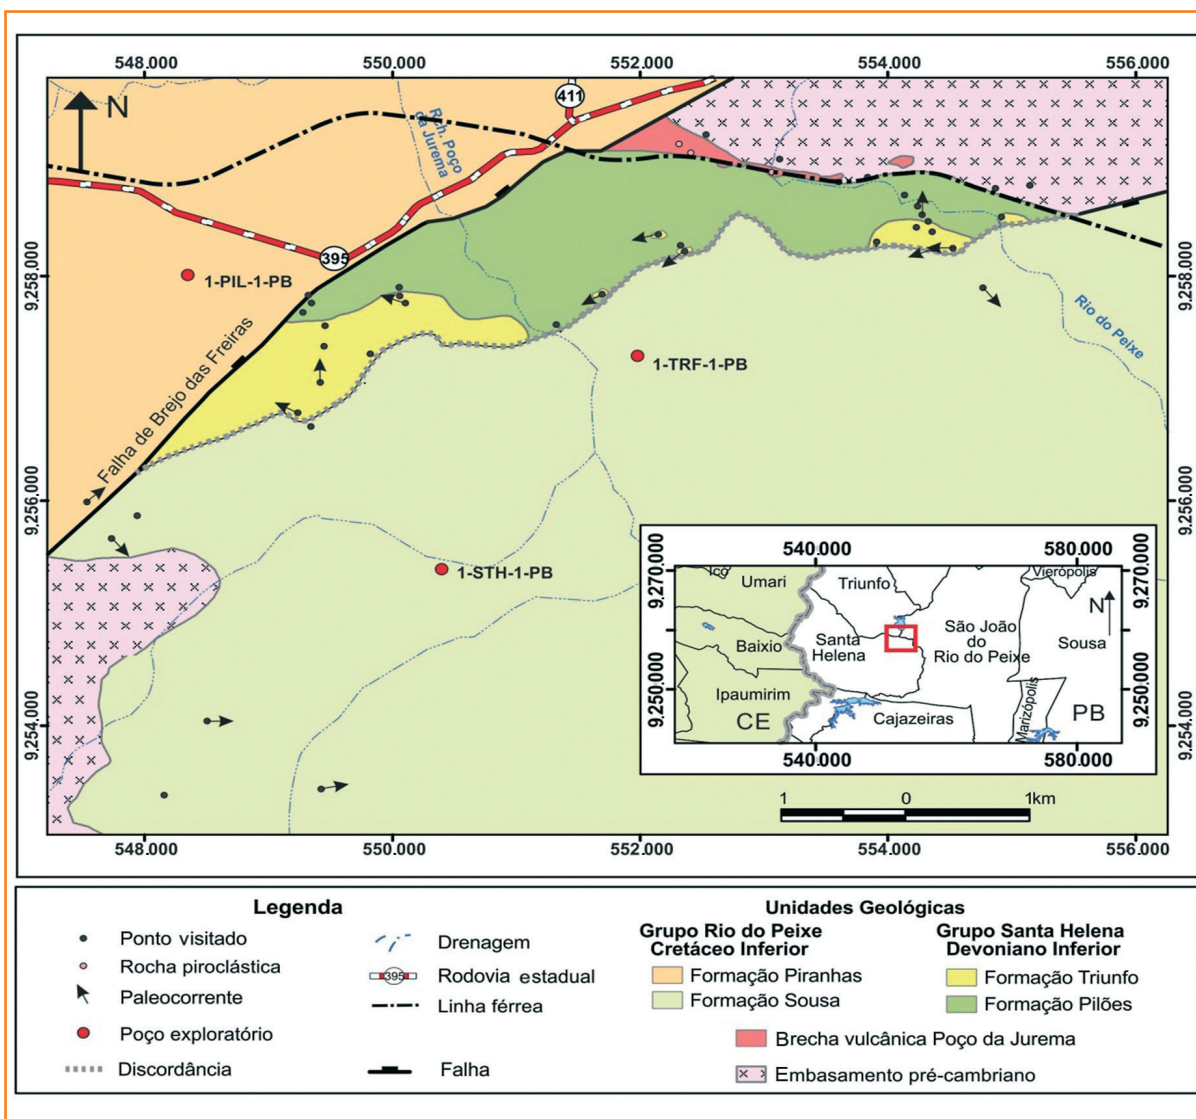 548.000 550.000 552.000 554.000 556.000
N
411
Rch. Poço
da Jurema
395
9.258.000
9.258.000
1-PIL-1-PB
Rio do Peixe
1-TRF-1-PB
Falha de Brejo das Freiras
9.256.000
9.256.000
1-STH-1-PB
9.254.000
9.254.000
540.000 580.000
9.270.000
9.270.000
Icó
Umari
Triunfo
Vierópolis
N
Baixio
Santa
Helena
São João
do
Rio do Peixe
Sousa
9.250.000
9.250.000
Ipaumirim
CE
Cajazeiras
Marizópolis
PB
540.000 580.000
1 0 1km
548.000 550.000 552.000 554.000 556.000
Legenda
Ponto visitado
Rocha piroclástica
Paleocorrente
Poço exploratório
Discordância
Drenagem
395
Rodovia estadual
Linha férrea
Falha
Unidades Geológicas
Grupo Rio do Peixe
Cretáceo Inferior
Formação Piranhas
Formação Sousa
Grupo Santa Helena
Devoniano Inferior
Formação Triunfo
Formação Pilões
Brecha vulcânica Poço da Jurema
Embasamento pré-cambriano